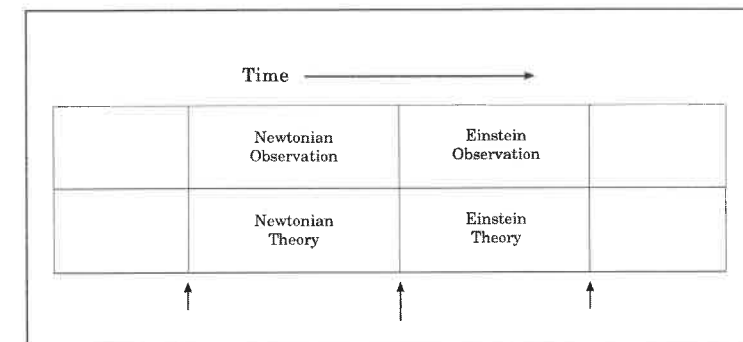 Time
Newtonian
Observation
Einstein
Observation
Newtonian
Theory
Einstein
Theory